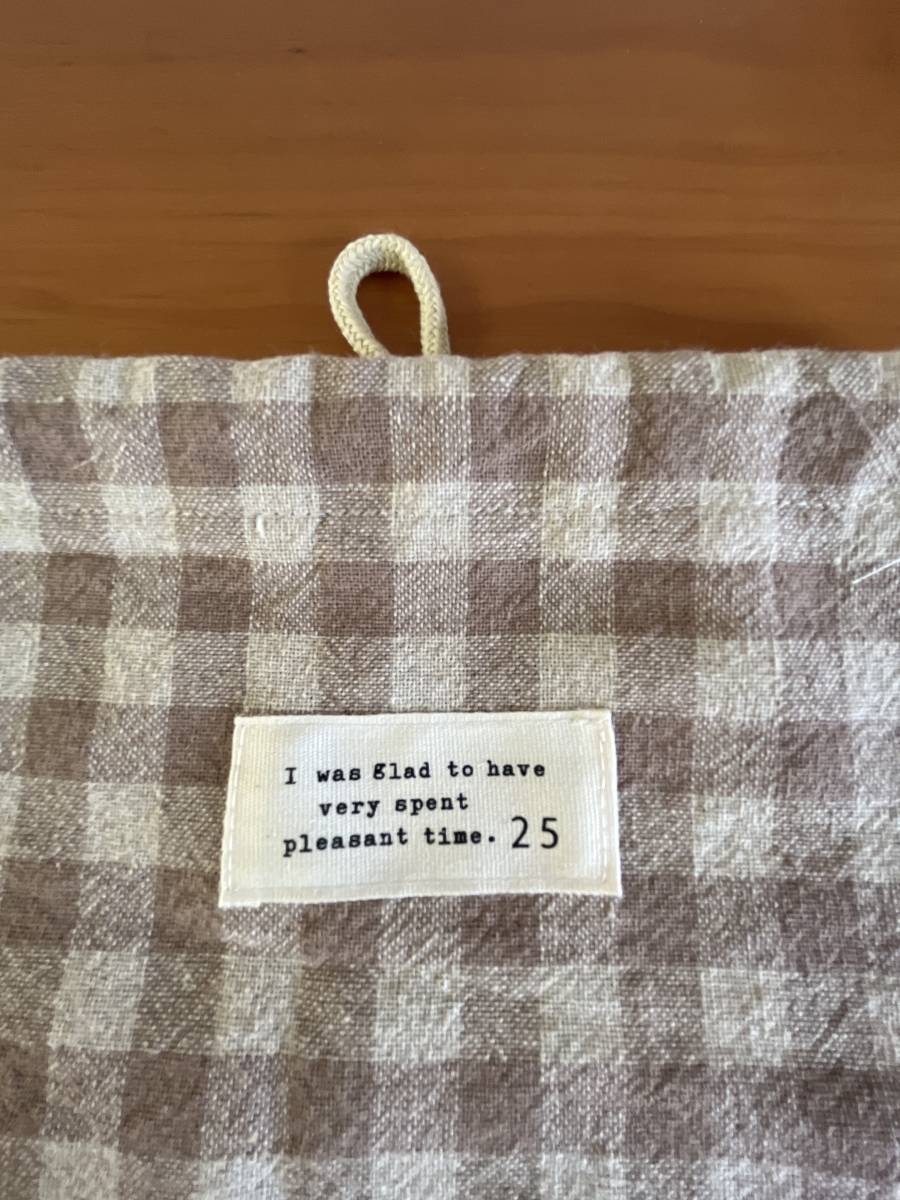 I was glad to have
very spent
pleasant time. 25